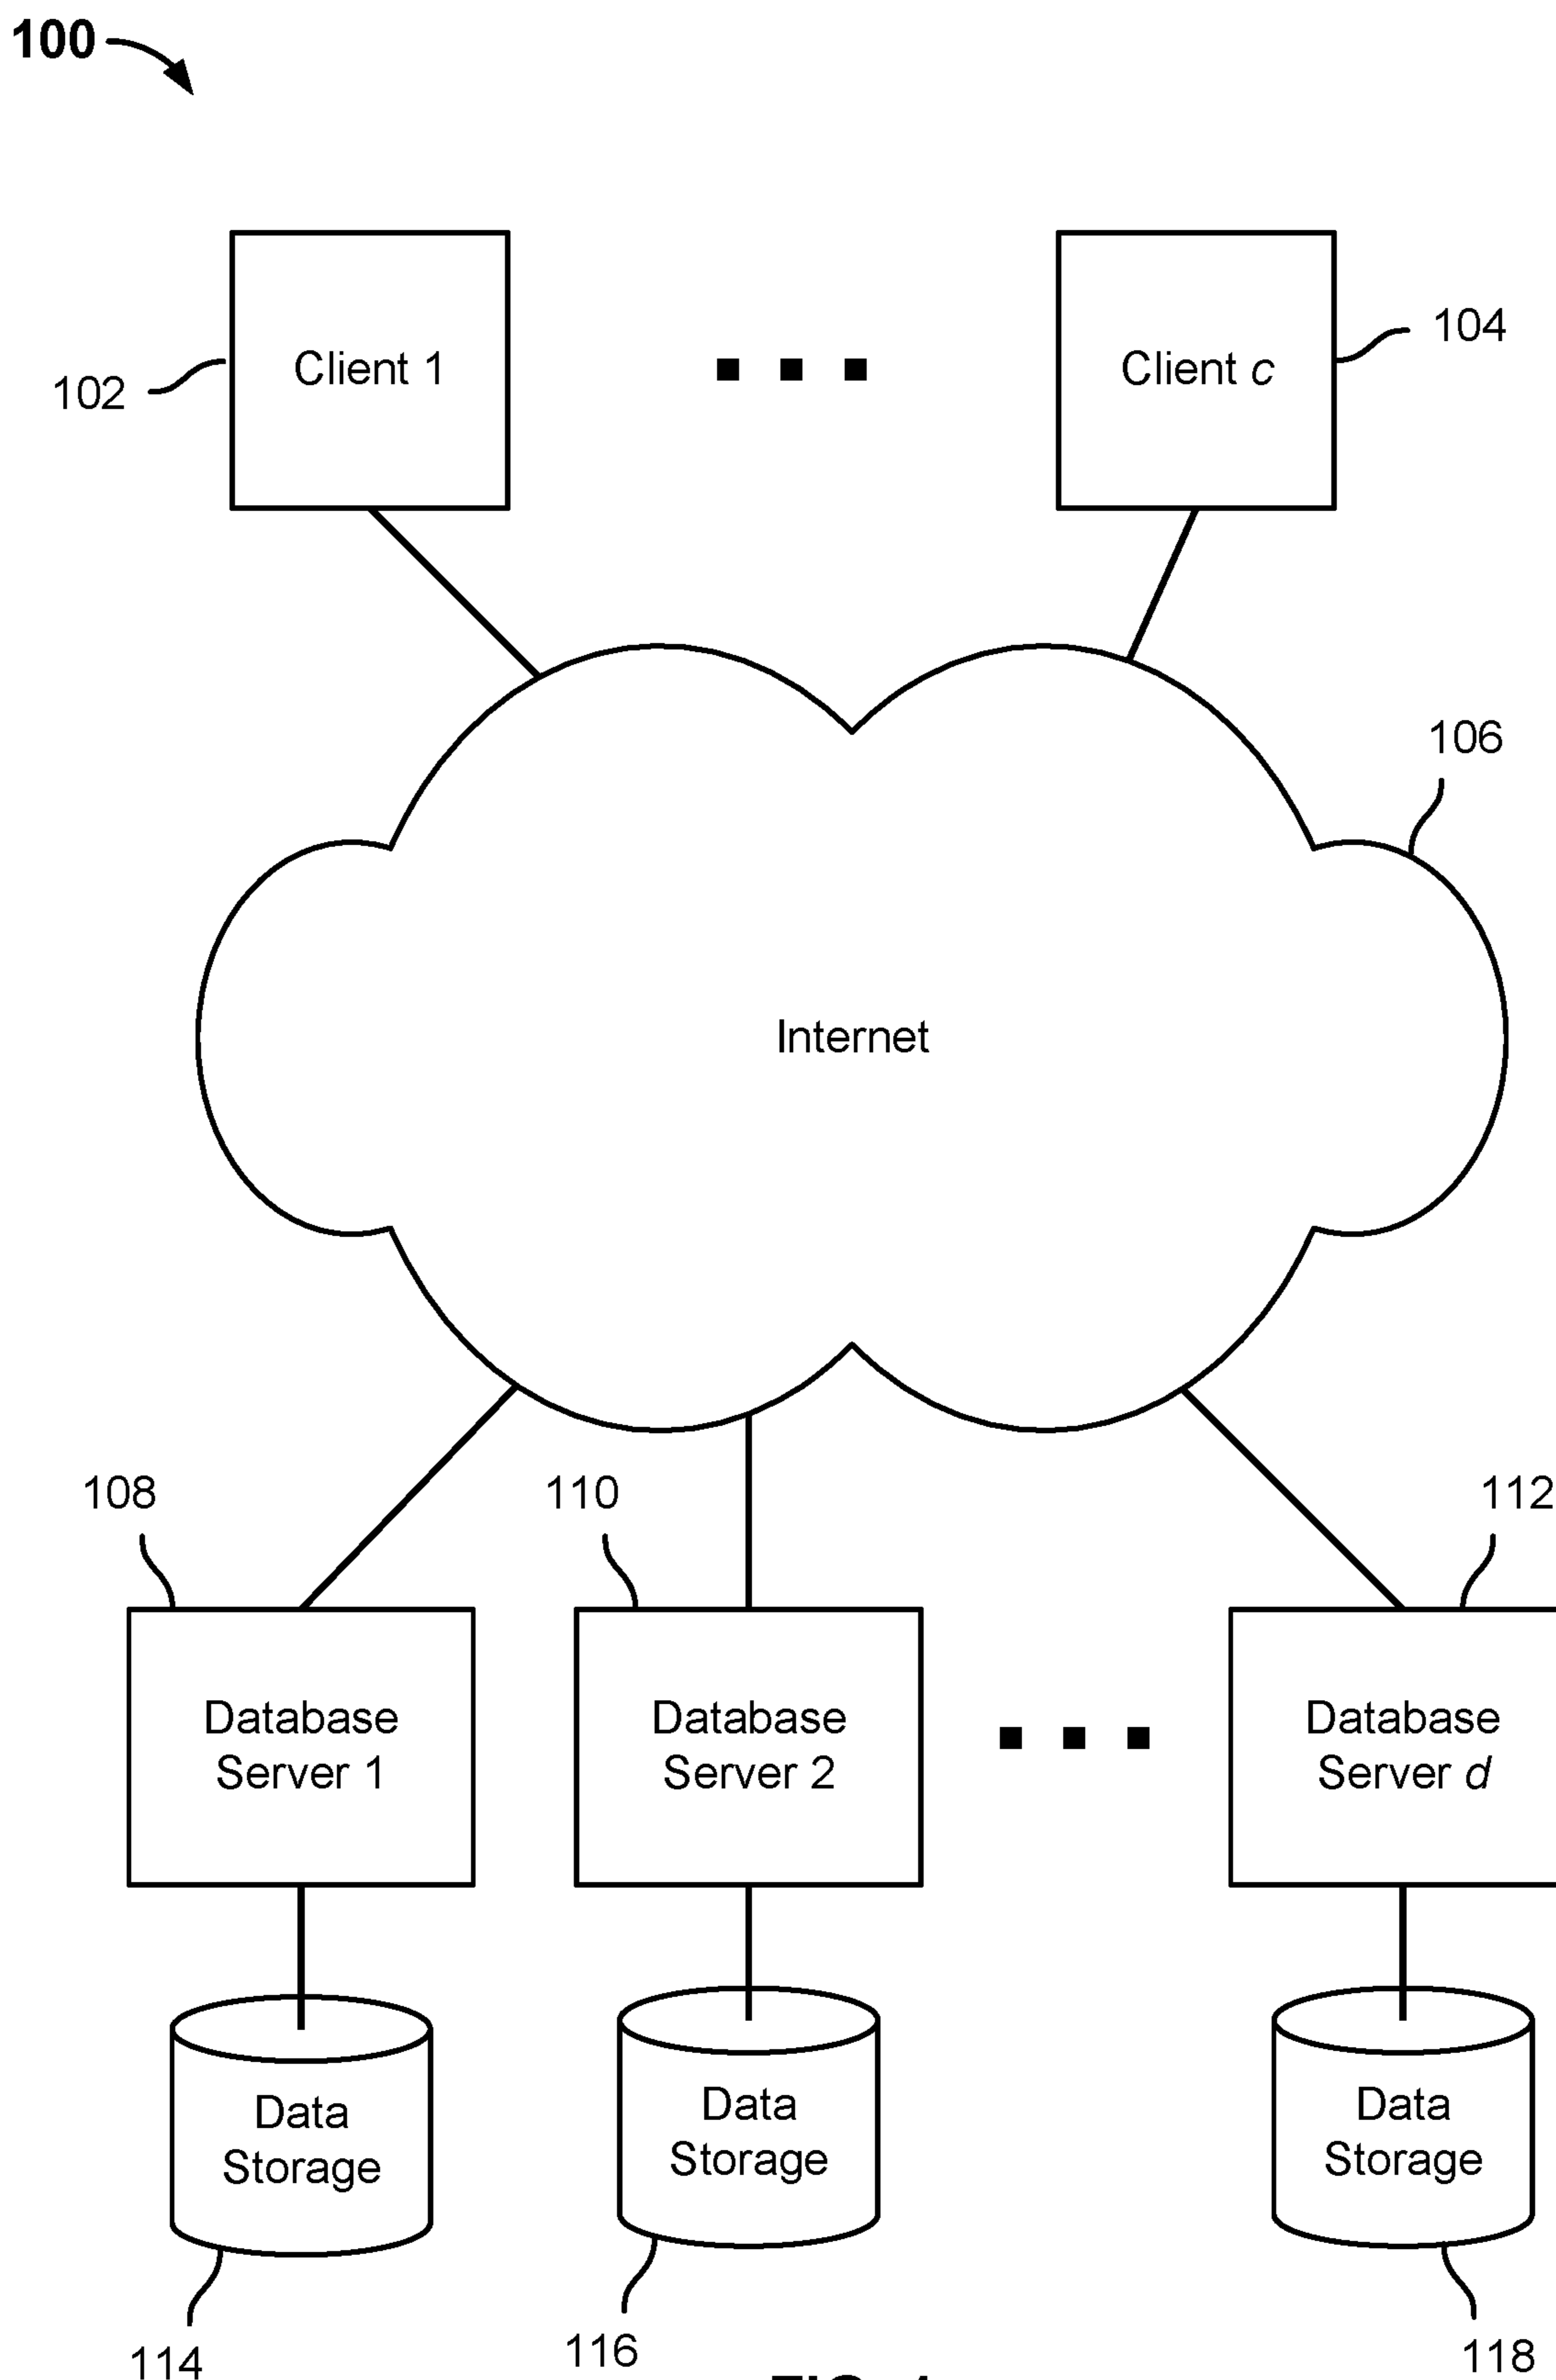 100
Client 1
Client c
104
102
106
Internet
108
110
112
Database
Server 1
Database
Server 2
Database
Server d
Data
Storage
Data
Storage
Data
Storage
114
116
118